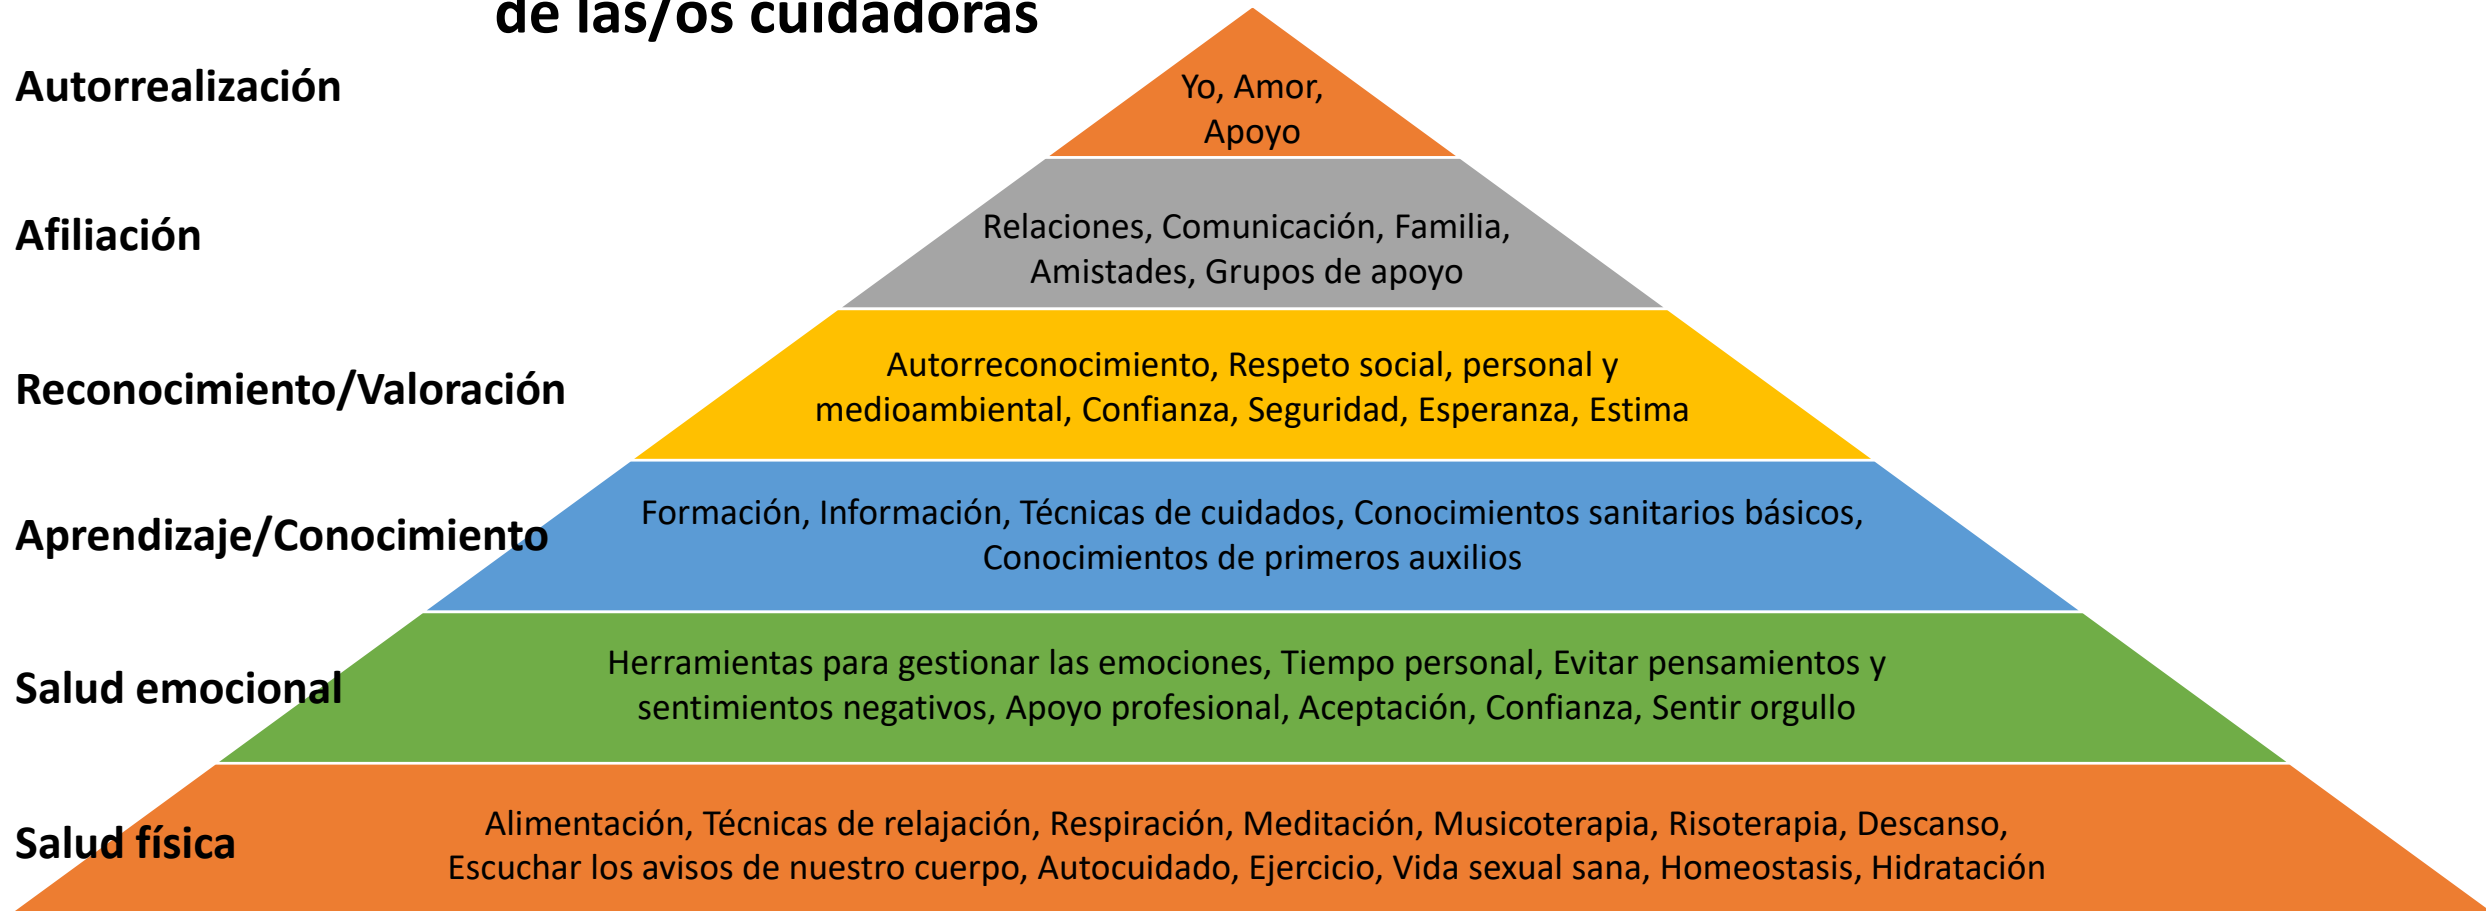 de las/os cuidadoras
Autorrealización
Yo, Amor,
Apoyo
Afiliación
Relaciones, Comunicación, Familia,
Amistades, Grupos de apoyo
Reconocimiento/Valoración
Autorreconocimiento, Respeto social, personal y
medioambiental, Confianza, Seguridad, Esperanza, Estima
Aprendizaje/Conocimiento
Formación, Información, Técnicas de cuidados, Conocimientos sanitarios básicos,
Conocimientos de primeros auxilios
Salud emocional
Herramientas para gestionar las emociones, Tiempo personal, Evitar pensamientos y
sentimientos negativos, Apoyo profesional, Aceptación, Confianza, Sentir orgullo
Salud física
Alimentación, Técnicas de relajación, Respiración, Meditación, Musicoterapia, Risoterapia, Descanso,
Escuchar los avisos de nuestro cuerpo, Autocuidado, Ejercicio, Vida sexual sana, Homeostasis, Hidratación